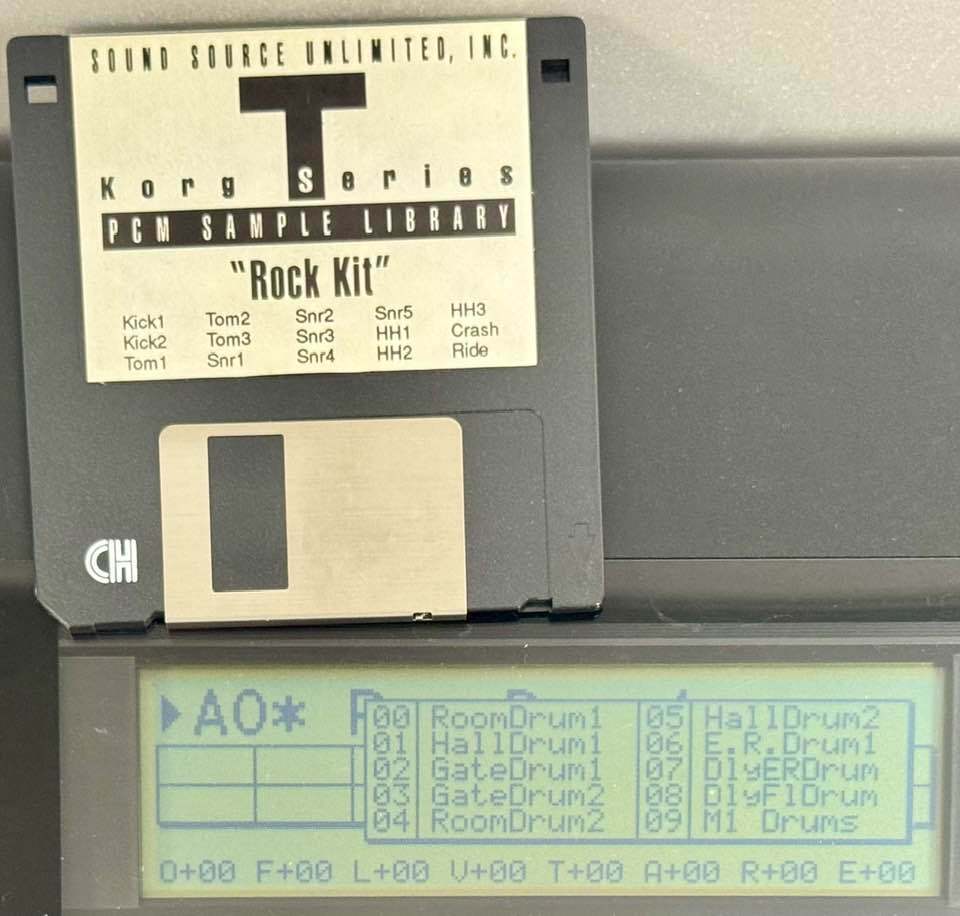 SOUND SOURCE UNLIMITED, INC.
T
Korg Series
PCM SAMPLE LIBRARY
"Rock Kit"
Kick1 Tom2 Snr2 Snr5 HH3
Kick2 Tom3 Snr3 HH1 Crash
Tom1 Snr1 Snr4 HH2 Ride
CH
A0*
00 RoomDrum1 05 HallDrum2
01 HallDrum1 06 E.R.Drum1
02 GateDrum1 07 DlyERDrum
03 GateDrum2 08 DlyFlDrum
04 RoomDrum2 09 M1 Drums
O+00 F+00 L+00 V+00 T+00 A+00 R+00 E+00